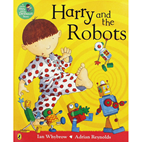 Harry and the
Robots
Ian Whybrow • Adrian Reynolds